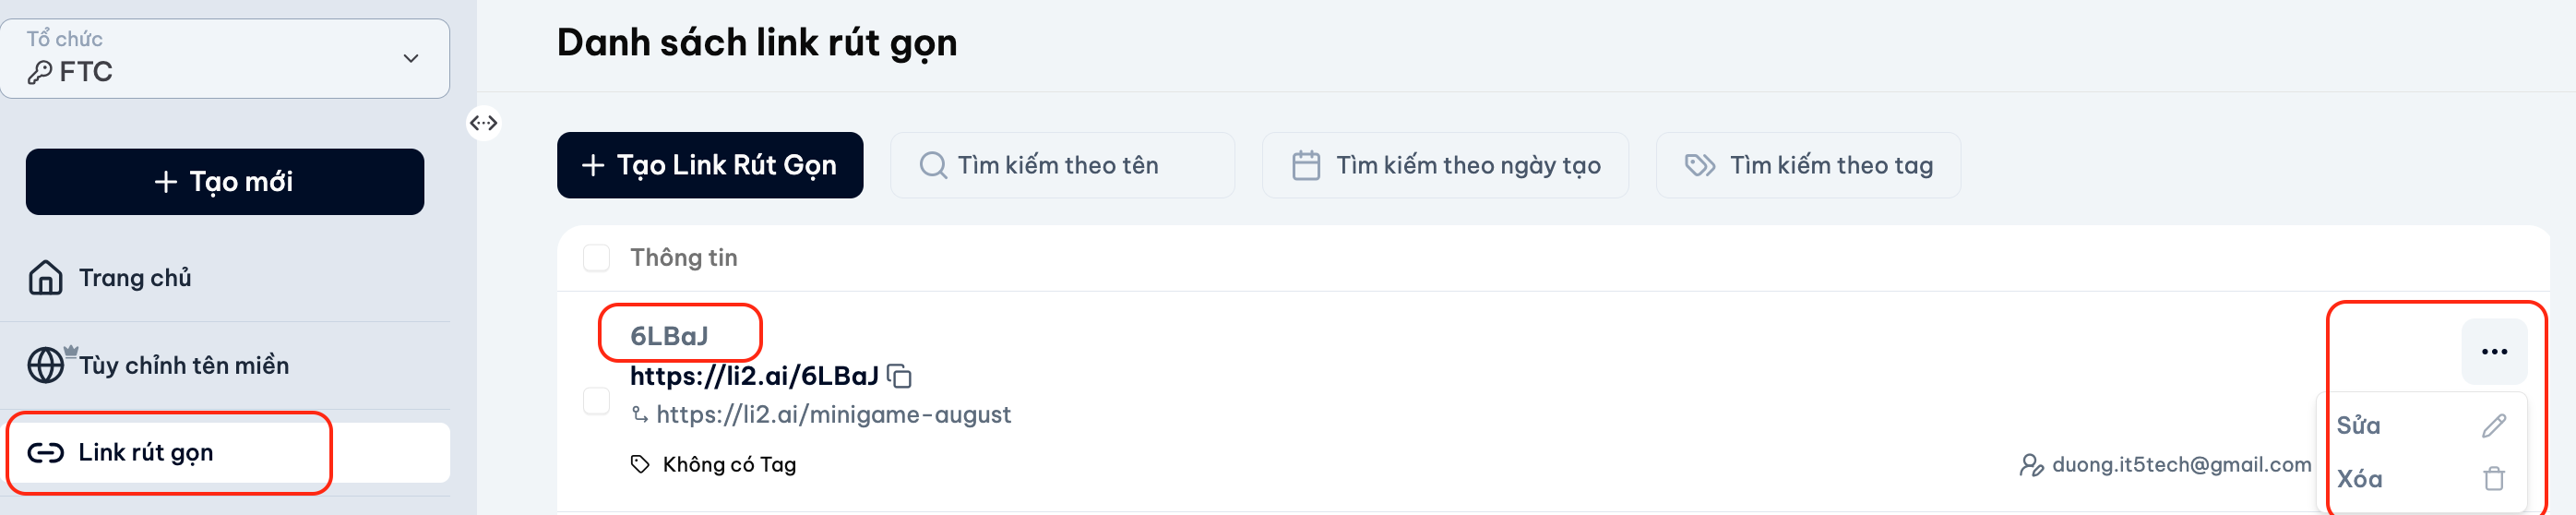 Tổ chức
FTC
Tạo mới
Trang chủ
Tùy chỉnh tên miền
Link rút gọn
Danh sách link rút gọn
Tạo Link Rút Gọn
Tìm kiếm theo tên
Tìm kiếm theo ngày tạo
Tìm kiếm theo tag
Thông tin
6LBaJ
https://li2.ai/6LBaJ
https://li2.ai/minigame-august
Không có Tag
duong.it5tech@gmail.com
Sửa
Xóa